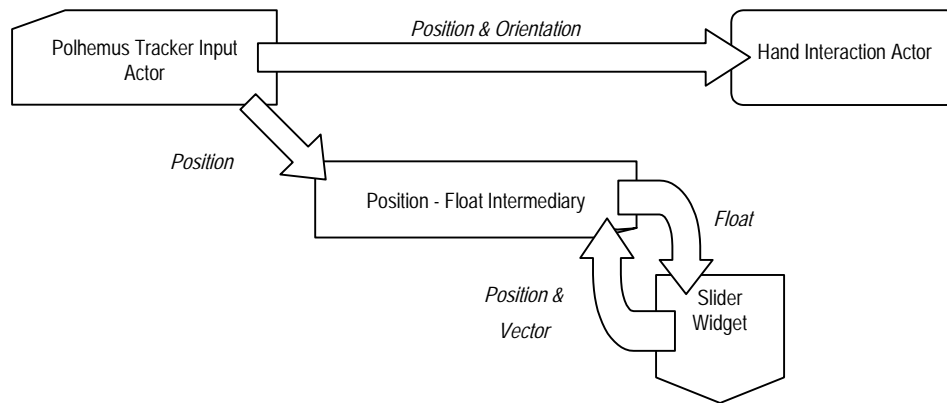 Polhemus Tracker Input
Actor
Position & Orientation
Hand Interaction Actor
Position
Position - Float Intermediary
Float
Position &
Vector
Slider
Widget